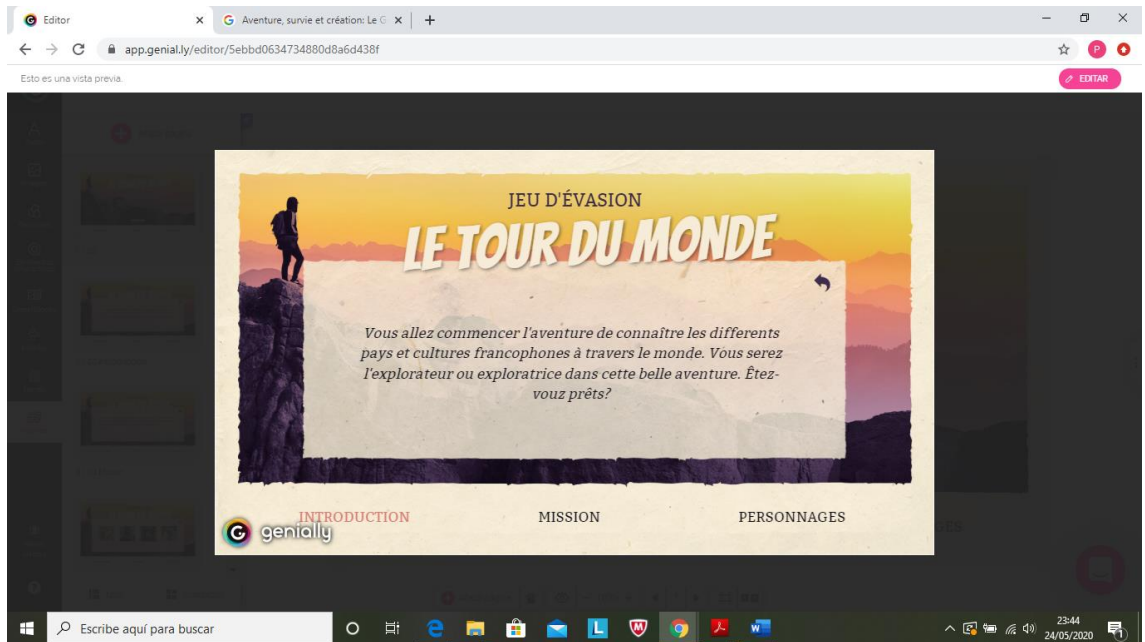 Editor
Aventure, survie et création: Le G
app.genial.ly/editor/5ebbd0634734880d8a6d438f
P
Esto es una vista previa.
EDITAR
JEU D'ÉVASION
LE TOUR DU MONDE
Vous allez commencer l'aventure de connaître les differents
pays et cultures francophones à travers le monde. Vous serez
l'explorateur ou exploratrice dans cette belle aventure. Êtez-
vouz prêts?
INTRODUCTION
MISSION
PERSONNAGES
genially
Escribe aquí para buscar
23:44
24/05/2020